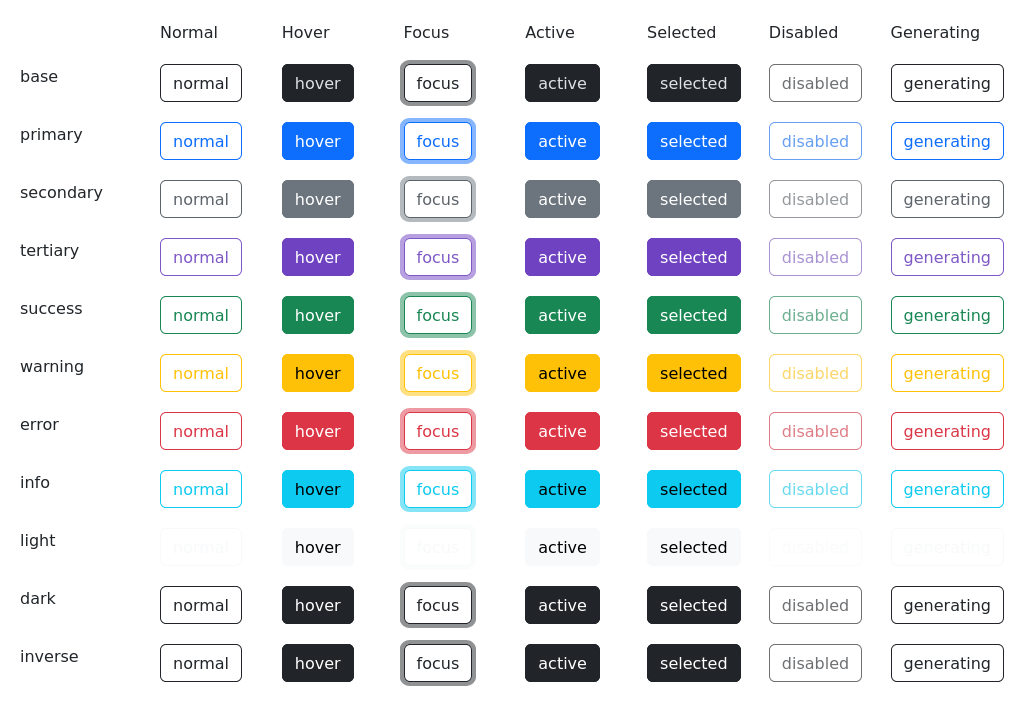 Normal Hover Focus Active Selected Disabled Generating
base normal hover focus active selected disabled generating
primary normal hover focus active selected disabled generating
secondary normal hover focus active selected disabled generating
tertiary normal hover focus active selected disabled generating
success normal hover focus active selected disabled generating
warning normal hover focus active selected disabled generating
error normal hover focus active selected disabled generating
info normal hover focus active selected disabled generating
light normal hover focus active selected disabled generating
dark normal hover focus active selected disabled generating
inverse normal hover focus active selected disabled generating